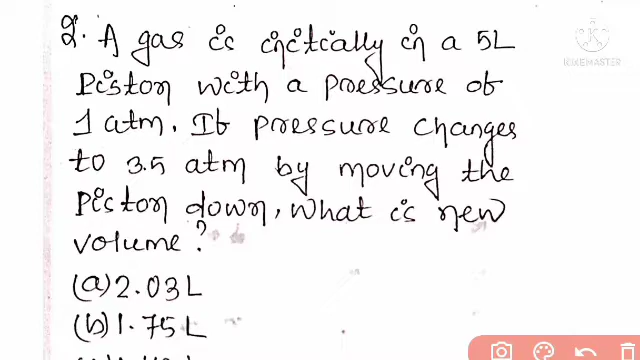 Q. A gas is initially in a 5L
KINEMASTER
Piston with a pressure of
1 atm. If pressure changes
to 3.5 atm by moving the
Piston down, what is new
volume?
(a) 2.03 L
(b) 1.75 L